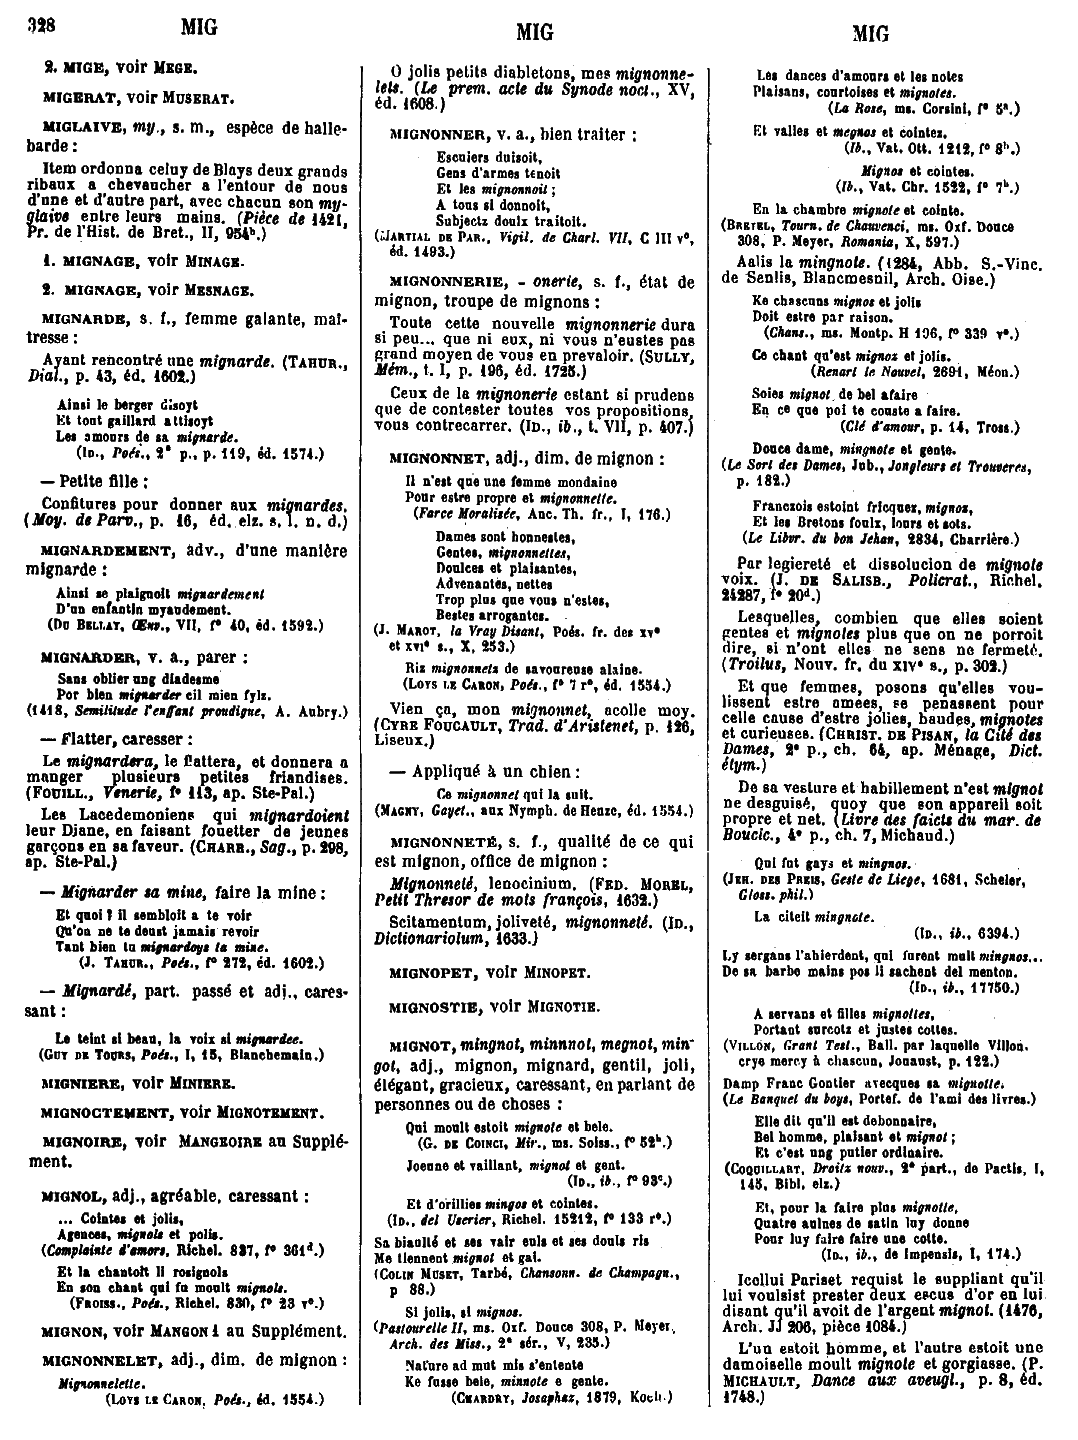 328
MIG
MIG
MIG
2. MIGE, voir MEGE.
MIGERAT, voir MUSERAT.
MIGLAIVE, my., s. m., espèce de halle-
barde :
Item ordonna celuy de Blays deux grands
ribaux a chevaucher a l'entour de nous
d'une et d'autre part, avec chacun son my-
glaive entre leurs mains. (Pièce de 1421,
Pr. de l'Hist. de Bret., II, 954b.)
1. MIGNAGE, voir MINAGE.
2. MIGNAGE, voir MESNAGE.
MIGNARDE, s. f., femme galante, maî-
tresse :
Ayant rencontré une mignarde. (TAHUR.,
Dial., p. 43, éd. 1602.)
Ainsi le berger disoyt
Et tout gaillard attisoyt
Les amours de sa mignarde.
(ID., Poés., 2e p., p. 119, éd. 1574.)
— Petite fille :
Confitures pour donner aux mignardes.
(Moy. de Parv., p. 16, éd. elz. s. l. n. d.)
MIGNARDEMENT, adv., d'une manière
mignarde :
Ainsi se plaignoit mignardement
D'un enfantin myaudement.
(DU BELLAY, Œuv., VII, f° 40, éd. 1592.)
MIGNARDER, v. a., parer :
Sans oblier ung diadesme
Por bien mignarder cil mien fylz.
(1418, Semilitude l'enffant proudigue, A. Aubry.)
— Flatter, caresser :
Le mignardera, le flattera, et donnera a
manger plusieurs petites friandises.
(FOUILL., Venerie, f° 113, ap. Ste-Pal.)
Les Lacedemoniens qui mignardoient
leur Diane, en faisant fouetter de jeunes
garçons en sa faveur. (CHARR., Sag., p. 298,
ap. Ste-Pal.)
— Mignarder sa mine, faire la mine :
Et quoi ? il sembloit a te voir
Qu'on ne te deust jamais revoir
Tant bien tu mignardoys ta mine.
(J. TAHUR., Poés., f° 272, éd. 1602.)
— Mignardé, part. passé et adj., cares-
sant :
Le teint si beau, la voix si mignardee.
(GUY DE TOURS, Poés., I, 15, Blanchemain.)
MIGNIERE, voir MINIERE.
MIGNOCTEMENT, voir MIGNOTEMENT.
MIGNOIRE, voir MANGEOIRE au Supplé-
ment.
MIGNOL, adj., agréable, caressant :
... Cointes et jolis,
Agences, mignols et polis.
(Complainte d'amors, Richel. 837, f° 361d.)
Et la chantoit li rosignols
En son chant qui fu moult mignols.
(FROISS., Poés., Richel. 830, f° 23 v°.)
MIGNON, voir MANGON 1 au Supplément.
MIGNONNELET, adj., dim. de mignon :
Mignonnelette.
(LOYS LE CARON, Poés., éd. 1554.)
O jolis petits diabletons, mes mignonne-
lets. (Le prem. acte du Synode noct., XV,
éd. 1608.)
MIGNONNER, v. a., bien traiter :
Escuiers duisoit,
Gens d'armes tenoit
Et les mignonnoit ;
A tous si donnoit,
Subjectz doulx traitoit.
(MARTIAL DE PAR., Vigil. de Charl. VII, C III v°,
éd. 1493.)
MIGNONNERIE, - onerie, s. f., état de
mignon, troupe de mignons :
Toute cette nouvelle mignonnerie dura
si peu... que ni eux, ni vous n'eustes pas
grand moyen de vous en prevaloir. (SULLY,
Mém., t. I, p. 196, éd. 1725.)
Ceux de la mignonerie estant si prudens
que de contester toutes vos propositions,
vous contrecarrer. (ID., ib., t. VII, p. 407.)
MIGNONNET, adj., dim. de mignon :
Il n'est que une femme mondaine
Pour estre propre et mignonnette.
(Farce Moralisée, Anc. Th. fr., I, 176.)
Dames sont honnestes,
Gentes, mignonnettes,
Doulces et plaisantes,
Advenantes, nettes
Trop plus que vous n'estes,
Bestes arrogantes.
(J. MAROT, la Vray Disant, Poés. fr. des xve
et xvie s., X, 253.)
Riz mignonnetz de savoureuse alaine.
(LOYS LE CARON, Poés., f° 7 r°, éd. 1554.)
Vien ça, mon mignonnet, acolle moy.
(CYRE FOUCAULT, Trad. d'Aristenet, p. 126,
Liseux.)
— Appliqué à un chien :
Ce mignonnet qui la suit.
(MAGNY, Gayet., aux Nymph. de Henze, éd. 1554.)
MIGNONNETÉ, s. f., qualité de ce qui
est mignon, office de mignon :
Mignonneté, lenocinium. (FED. MOREL,
Petit Thresor de mots françois, 1632.)
Scitamentum, joliveté, mignonneté. (ID.,
Dictionariolum, 1633.)
MIGNOPET, voir MINOPET.
MIGNOSTIE, voir MIGNOTIE.
MIGNOT, mingnot, minnnot, megnot, min-
got, adj., mignon, mignard, gentil, joli,
élégant, gracieux, caressant, en parlant de
personnes ou de choses :
Qui moult estoit mignote et bele.
(G. DE COINCI, Mir., ms. Soiss., f° 52b.)
Joenne et vaillant, mignot et gent.
(ID., ib., f° 93c.)
Et d'orillies mingos et cointes.
(ID., del Userier, Richel. 15212, f° 133 r°.)
Sa biaulté et ses vair euls et ses douls ris
Me tiennent mignot et gai.
(COLIN MUSET, Tarbé, Chansonn. de Champagn.,
p 88.)
Si jolis, si mignos.
(Pastourelle II, ms. Oxf. Douce 308, P. Meyer,
Arch. des Miss., 2e sér., V, 235.)
Nature ad mut mis s'entente
Ke fusse bele, minnote e gente.
(CHARDRY, Josaphaz, 1879, Koch.)
Les dances d'amours et les notes
Plaisans, courtoises et mignotes.
(La Rose, ms. Corsini, f° 5a.)
Et valles et megnos et cointes.
(Ib., Vat. Ott. 1212, f° 8b.)
Mignos et cointes.
(Ib., Vat. Chr. 1522, f° 7b.)
En la chambre mignote et cointe.
(BRETEL, Tourn. de Chauvenci, ms. Oxf. Douce
308, P. Meyer, Romania, X, 597.)
Aalis la mingnote. (1284, Abb. S.-Vinc.
de Senlis, Blancmesnil, Arch. Oise.)
Ke chascuns mignos et jolis
Doit estre par raison.
(Chans., ms. Montp. H 196, f° 339 v°.)
Ce chant qu'est mignoz et jolis.
(Renart le Nouvel, 2691, Méon.)
Soies mignot de bel afaire
En ce que poi te couste a faire.
(Clé d'amour, p. 14, Tross.)
Douce dame, mingnote et gente.
(Le Sort des Dames, Jub., Jongleurs et Trouveres,
p. 182.)
Franczois estoint fricquez, mignos,
Et les Bretons foulx, lours et sots.
(Le Libvr. du bon Jehan, 2834, Charrière.)
Par legiereté et dissolucion de mignote
voix. (J. DE SALISB., Policrat., Richel.
24287, f° 20d.)
Lesquelles, combien que elles soient
gentes et mignotes plus que on ne porroit
dire, si n'ont elles ne sens ne fermeté.
(Troilus, Nouv. fr. du xive s., p. 302.)
Et que femmes, posons qu'elles vou-
lissent estre amees, se penassent pour
celle cause d'estre jolies, baudes, mignotes
et curieuses. (CHRIST. DE PISAN, la Cité des
Dames, 2e p., ch. 64, ap. Ménage, Dict.
étym.)
De sa vesture et habillement n'est mignot
ne desguisé, quoy que son appareil soit
propre et net. (Livre des faicts du mar. de
Boucic., 4e p., ch. 7, Michaud.)
Qui fut gays et mingnos.
(JEH. DES PREIS, Geste de Liege, 1681, Scheler,
Gloss. phil.)
La citeit mingnote.
(ID., ib., 6394.)
Ly sergans l'ahierdent, qui furent mult mingnos...
De sa barbe mains pos li sachent del menton.
(ID., ib., 17750.)
A servans et filles mignottes,
Portant surcotz et justes cottes.
(VILLON, Grant Test., Ball. par laquelle Villon
crye mercy à chascun, Jouaust, p. 122.)
Damp Franc Gontier avecques sa mignotte.
(Le Banquet du boys, Portef. de l'ami des livres.)
Elle dit qu'il est debonnaire,
Bel homme, plaisant et mignot ;
Et c'est ung putier ordinaire.
(COQUILLART, Droitz nouv., 2e part., de Pactis, I,
145, Bibl. elz.)
Et, pour la faire plus mignotte,
Quatre aulnes de satin luy donne
Pour luy faire faire une cotte.
(ID., ib., de Impensis, I, 174.)
Icellui Pariset requist le suppliant qu'il
lui voulsist prester deux escus d'or en lui
disant qu'il avoit de l'argent mignot. (1476,
Arch. JJ 206, pièce 1084.)
L'un estoit homme, et l'autre estoit une
damoiselle moult mignote et gorgiasse. (P.
MICHAULT, Dance aux aveugl., p. 8, éd.
1748.)